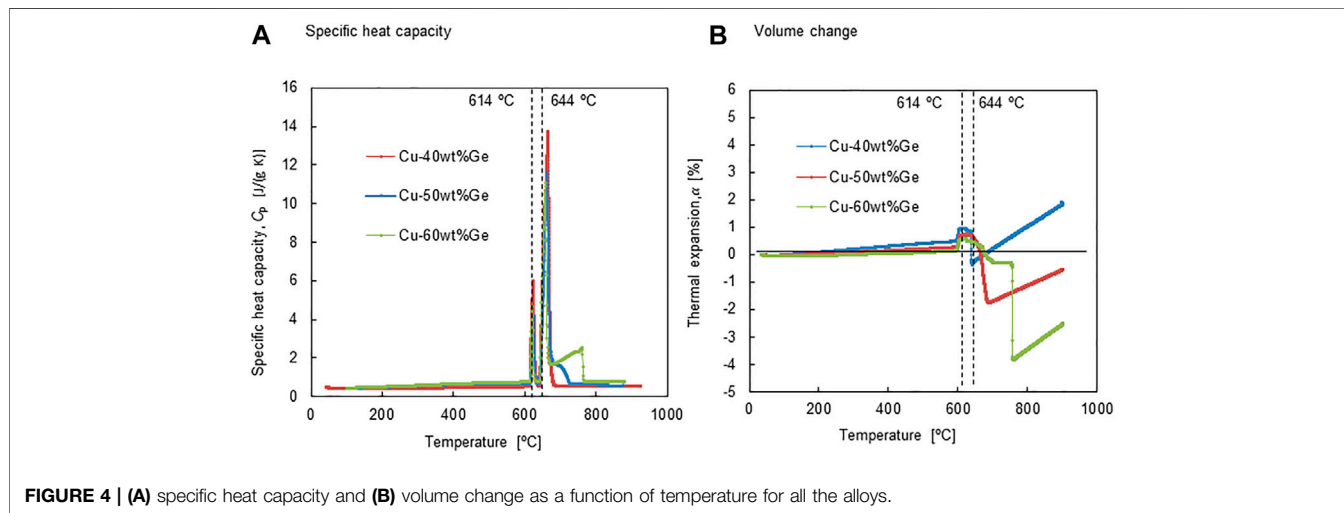 A Specific heat capacity
16
14
12
10
8
6
4
2
0
Specific heat capacity, Cp [J/(g K)]
614 ºC
644 ºC
Cu-40wt%Ge
Cu-50wt%Ge
Cu-60wt%Ge
0 200 400 600 800 1000
Temperature [ºC]
B Volume change
6
5
4
3
2
1
0
-1
-2
-3
-4
-5
Thermal expansion,α [%]
614 ºC
644 ºC
Cu-40wt%Ge
Cu-50wt%Ge
Cu-60wt%Ge
0 200 400 600 800 1000
Temperature [ºC]
FIGURE 4 | (A) specific heat capacity and (B) volume change as a function of temperature for all the alloys.